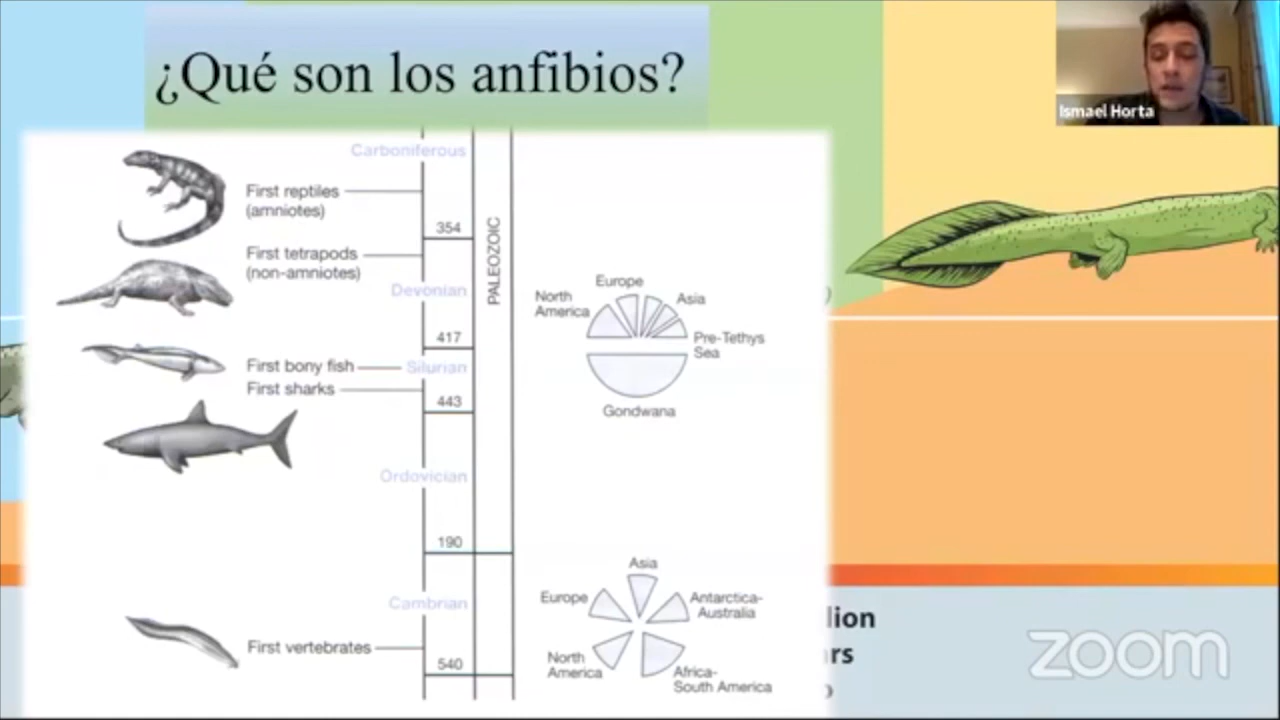 ¿Qué son los anfibios?
Ismael Horta
Carboniferous
First reptiles
(amniotes)
354
First tetrapods
(non-amniotes)
Devonian
417
First bony fish
Silurian
First sharks
443
Ordovician
190
Cambrian
First vertebrates
540
PALEOZOIC
Europe
North
America
Asia
Pre-Tethys
Sea
Gondwana
Asia
Europe
Antarctica-
Australia
North
America
Africa-
South America
lion
rs
zoom